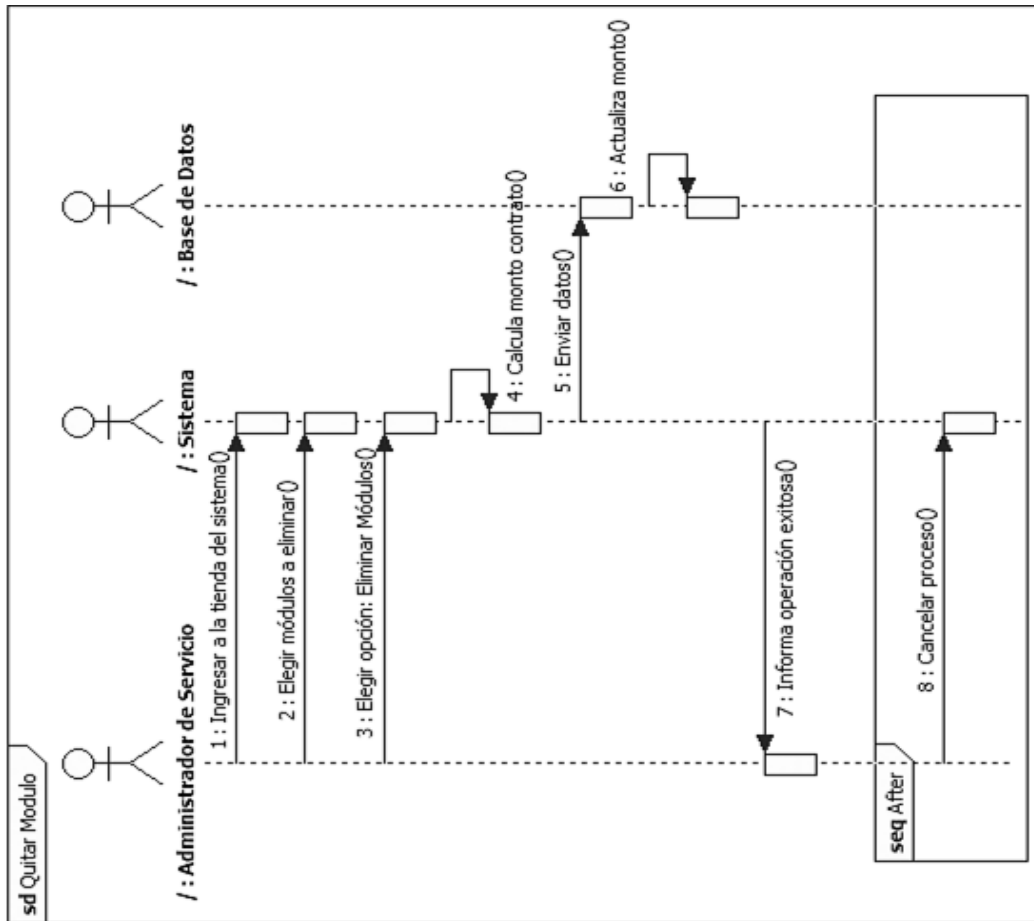 sd Quitar Modulo
/ : Administrador de Servicio
/ : Sistema
/ : Base de Datos
1 : Ingresar a la tienda del sistema()
2 : Elegir módulos a eliminar()
3 : Elegir opción: Eliminar Módulos()
4 : Calcula monto contrato()
5 : Enviar datos()
6 : Actualiza monto()
7 : Informa operación exitosa()
seq After
8 : Cancelar proceso()